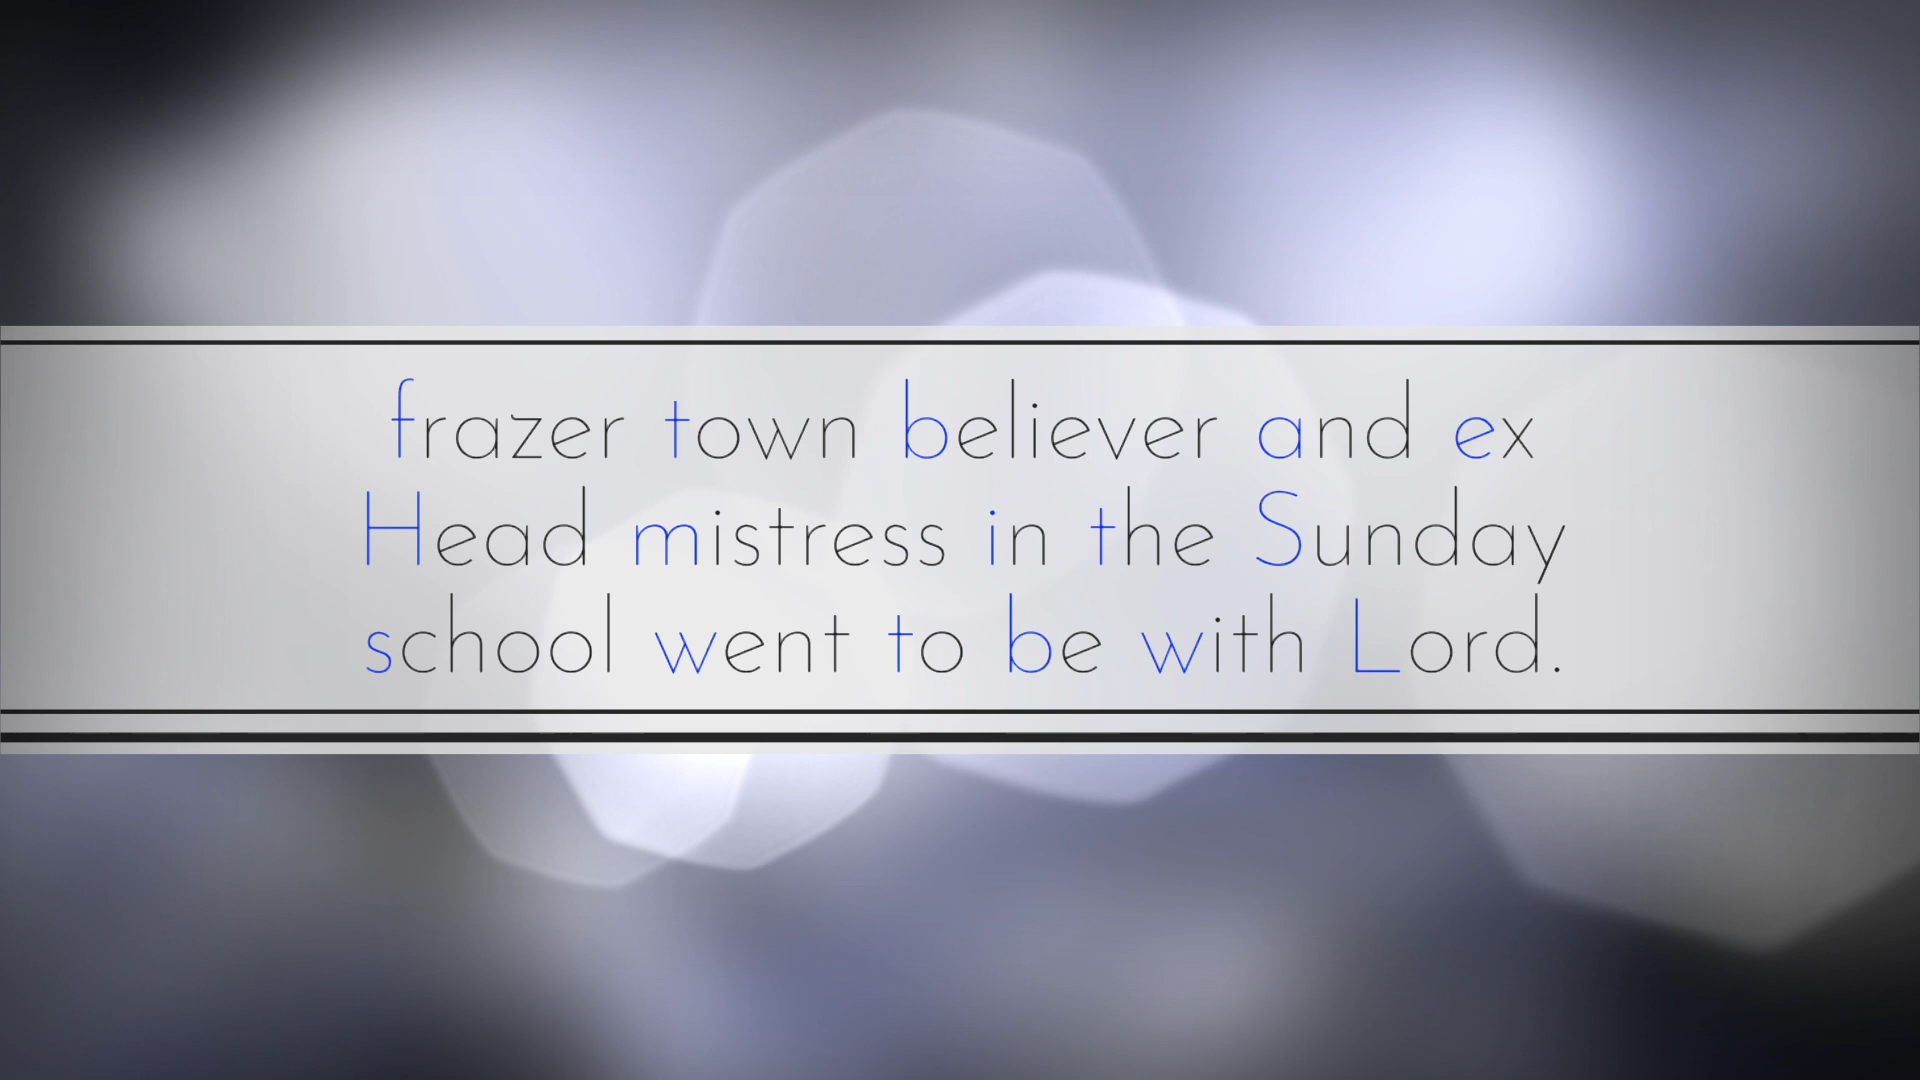 frazer town believer and ex
Head mistress in the Sunday
school went to be with Lord.